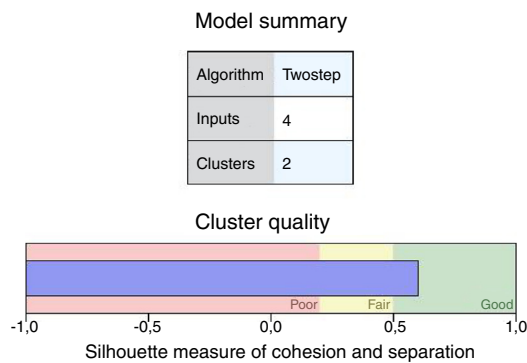 Model summary
Algorithm Twostep
Inputs 4
Clusters 2
Cluster quality
Poor Fair Good
-1,0 -0,5 0,0 0,5 1,0
Silhouette measure of cohesion and separation